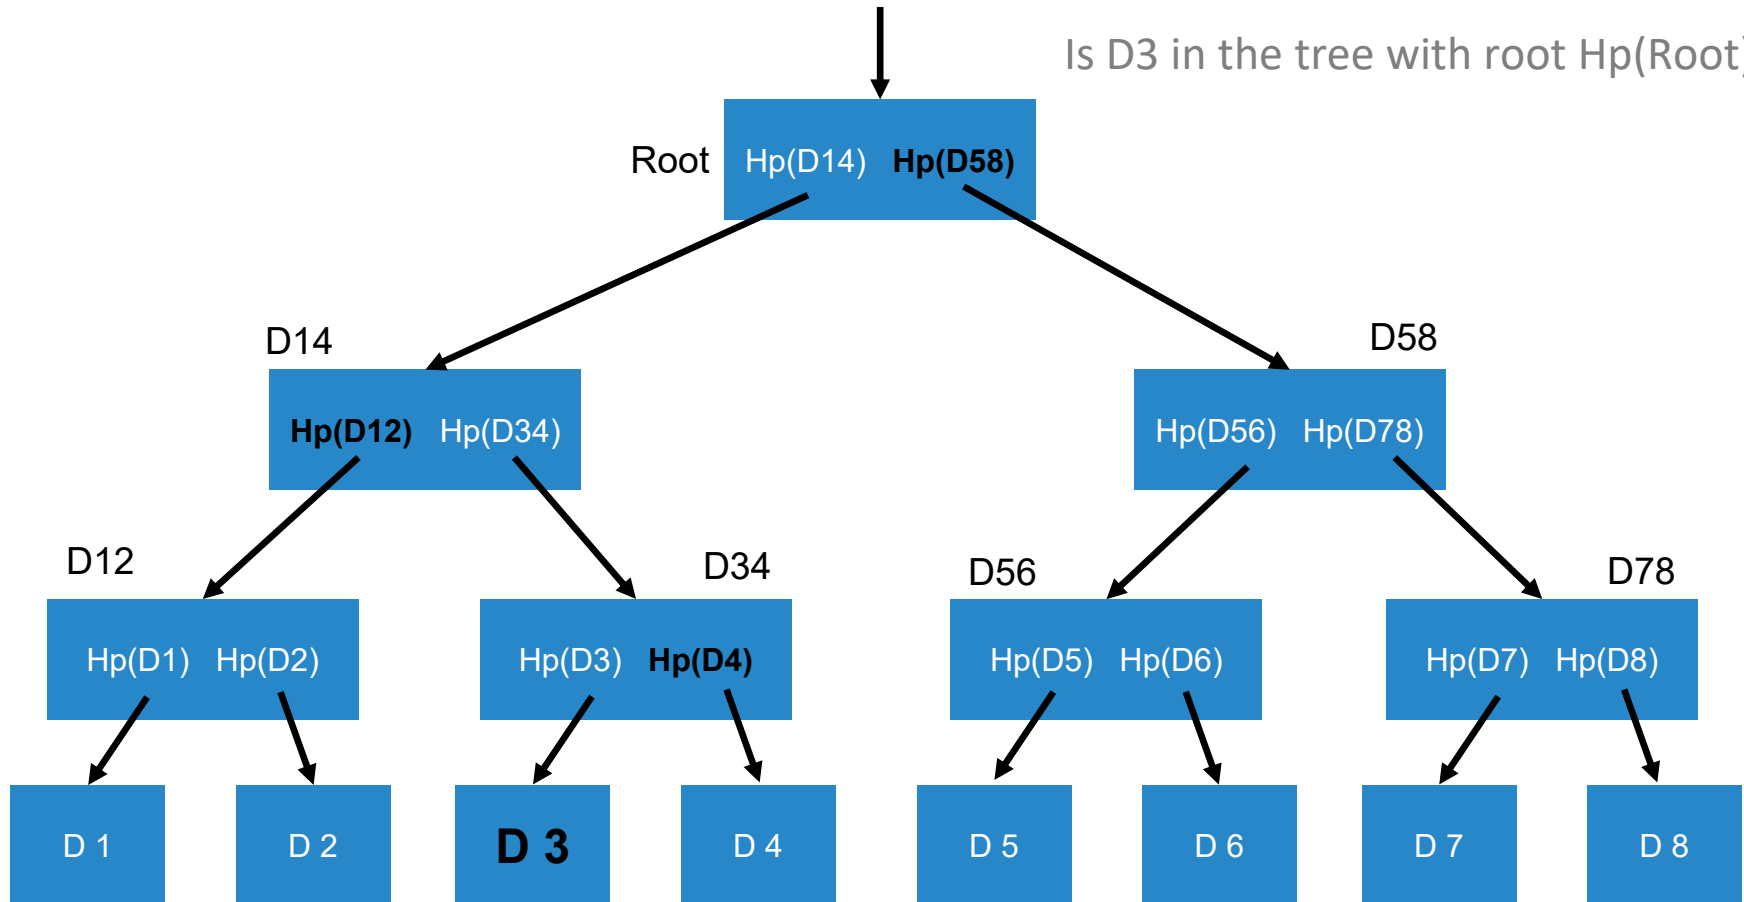 Is D3 in the tree with root Hp(Root)
Root Hp(D14) Hp(D58)
D14
D58
Hp(D12) Hp(D34)
Hp(D56) Hp(D78)
D12
D34
D56
D78
Hp(D1) Hp(D2)
Hp(D3) Hp(D4)
Hp(D5) Hp(D6)
Hp(D7) Hp(D8)
D 1
D 2
D 3
D 4
D 5
D 6
D 7
D 8